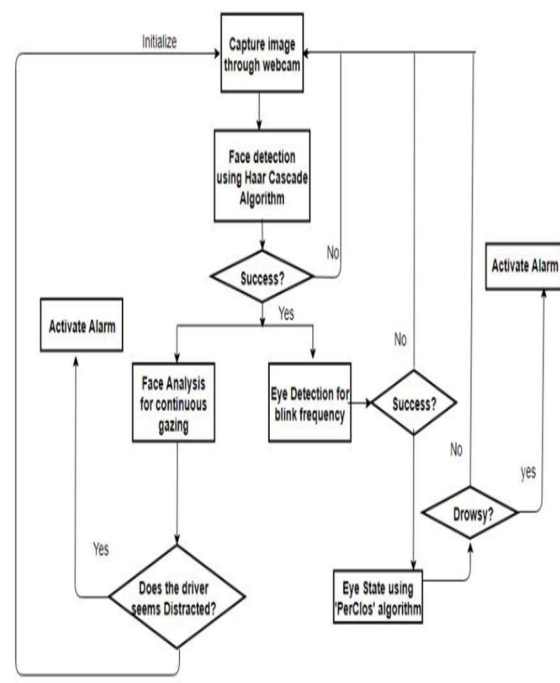 Initialize
Capture image
through webcam
Face detection
using Haar Cascade
Algorithm
No
Success?
Yes
Activate Alarm
Activate Alarm
Face Analysis
for continuous
gazing
Eye Detection for
blink frequency
No
Success?
No
yes
Drowsy?
Yes
Does the driver
seems Distracted?
Eye State using
'PerClos' algorithm